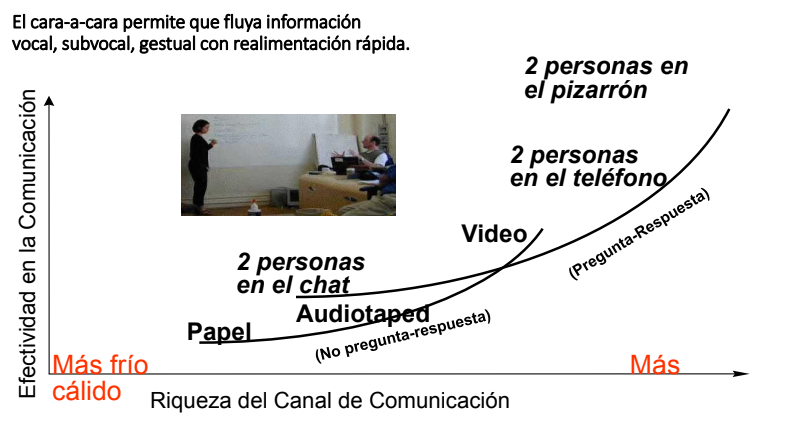 El cara-a-cara permite que fluya información
vocal, subvocal, gestual con realimentación rápida.
2 personas en
el pizarrón
2 personas
en el teléfono
(Pregunta-Respuesta)
Video
2 personas
en el chat
Audiotaped
Papel
(No pregunta-respuesta)
Efectividad en la Comunicación
Más frío
cálido
Más
Riqueza del Canal de Comunicación